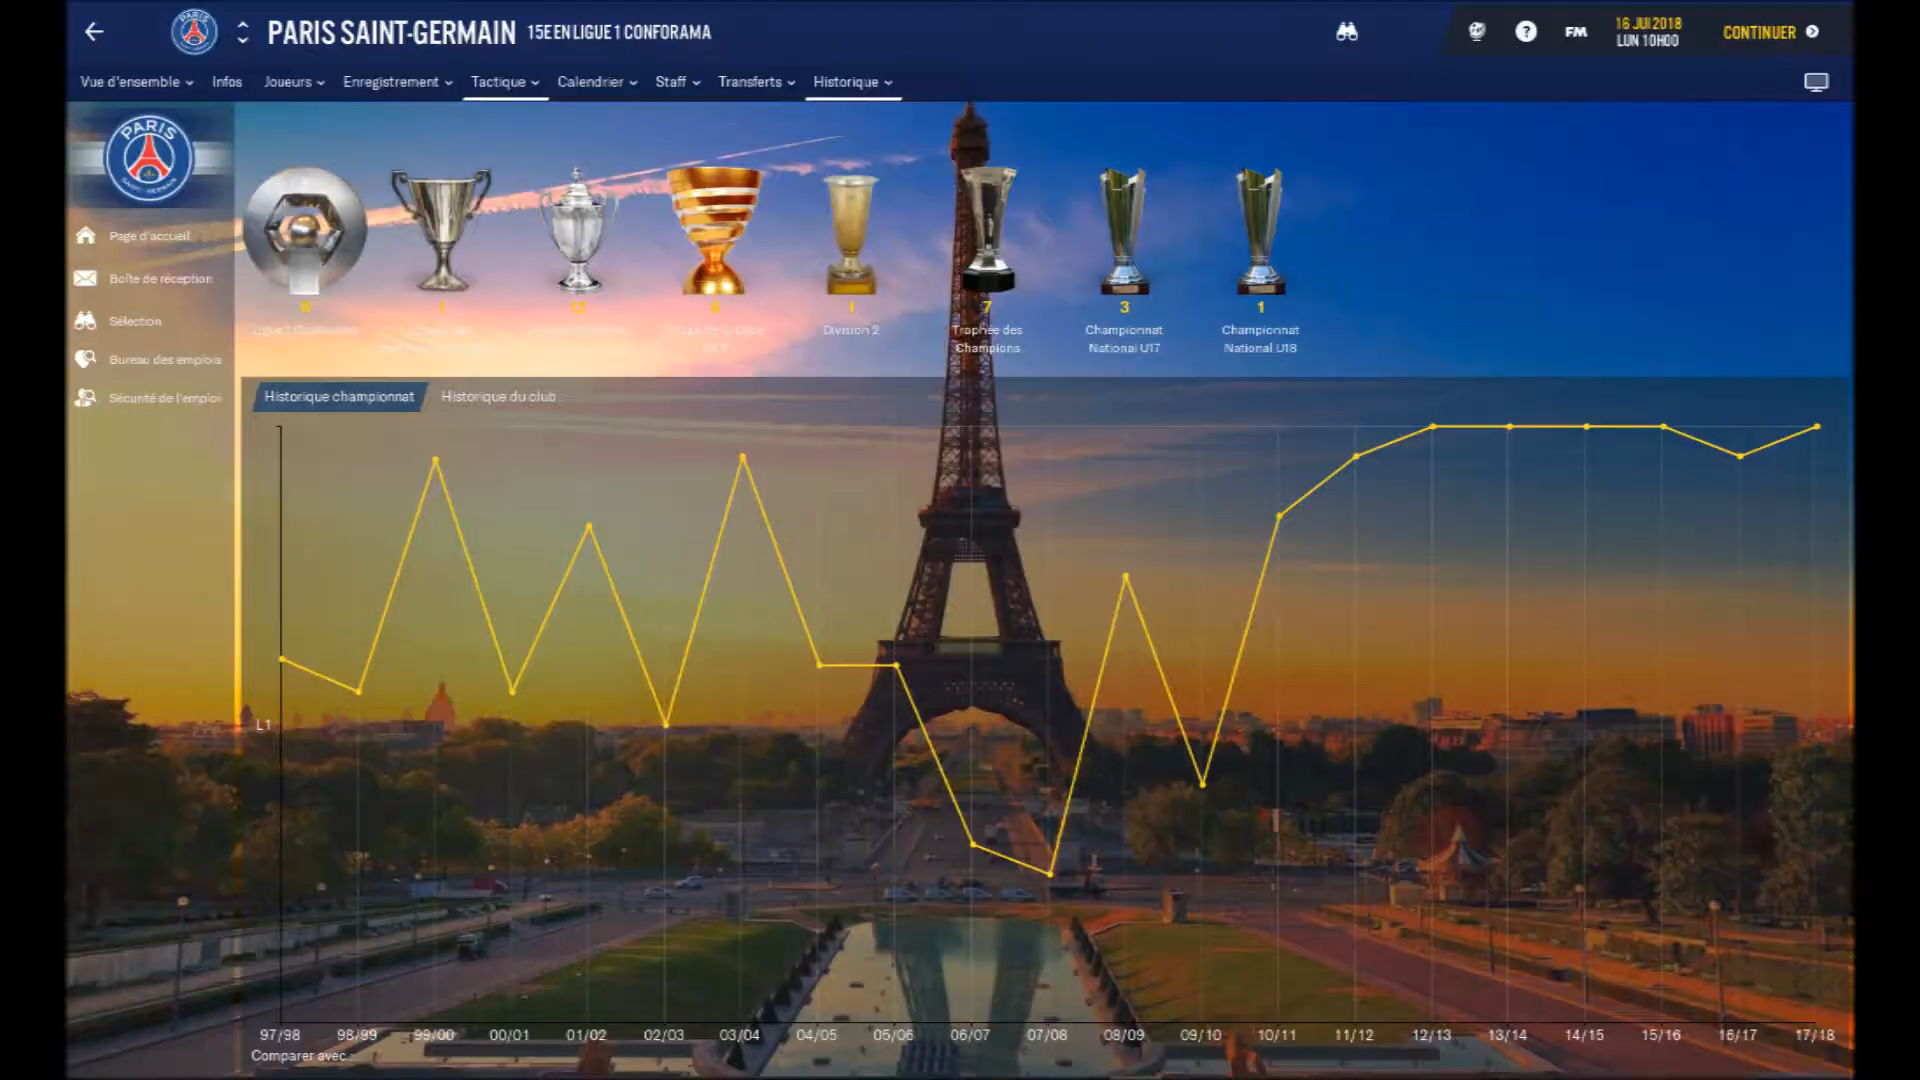 PARIS SAINT-GERMAIN 15E EN LIGUE 1 CONFORAMA
FM
16 JUI 2018
LUN 10H00
CONTINUER
Vue d'ensemble Infos Joueurs Enregistrement Tactique Calendrier Staff Transferts Historique
PARIS
SAINT-GERMAIN
Page d'accueil
Boîte de réception
Sélection
Bureau des emplois
Sécurité de l'emploi
1 7 3 1
Division 2
Trophée des Champions
Championnat National U17
Championnat National U18
Historique championnat Historique du club
L1
97/98 98/99 99/00 00/01 01/02 02/03 03/04 04/05 05/06 06/07 07/08 08/09 09/10 10/11 11/12 12/13 13/14 14/15 15/16 16/17 17/18
Comparer avec :